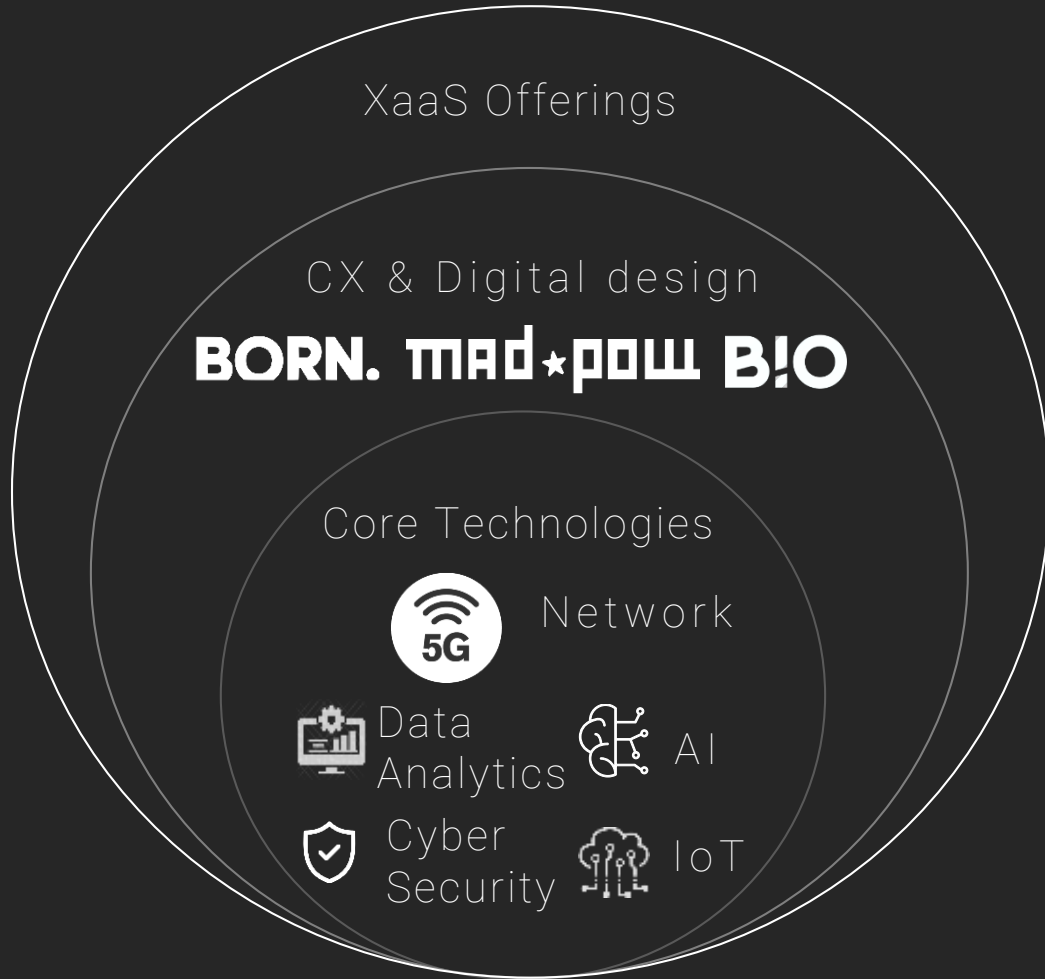 XaaS Offerings
CX & Digital design
BORN. mad★pow B!O
Core Technologies
5G Network
Data
Analytics
AI
Cyber
Security
IoT